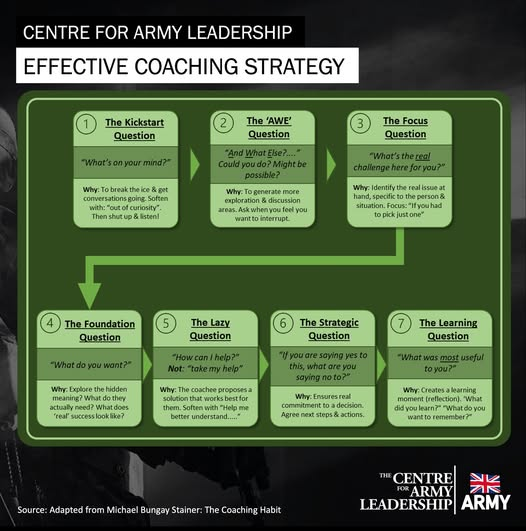 CENTRE FOR ARMY LEADERSHIP
EFFECTIVE COACHING STRATEGY
1
The Kickstart
Question
"What's on your mind?"
Why: To break the ice & get
conversations going. Soften
with: "out of curiosity".
Then shut up & listen!
2
The 'AWE'
Question
"And What Else?...."
Could you do? Might be
possible?
Why: To generate more
exploration & discussion
areas. Ask when you feel you
want to interrupt.
3
The Focus
Question
"What's the real
challenge here for you?"
Why: Identify the real issue at
hand, specific to the person &
situation. Focus: "If you had
to pick just one"
4
The Foundation
Question
"What do you want?"
Why: Explore the hidden
meaning? What do they
actually need? What does
'real' success look like?
5
The Lazy
Question
"How can I help?"
Not: "take my help"
Why: The coachee proposes a
solution that works best for
them. Soften with "Help me
better understand....."
6
The Strategic
Question
"If you are saying yes to
this, what are you
saying no to?"
Why: Ensures real
commitment to a decision.
Agree next steps & actions.
7
The Learning
Question
"What was most useful
to you?"
Why: Creates a learning
moment (reflection). 'What
did you learn?" "What do you
want to remember?"
THE CENTRE
FOR ARMY
LEADERSHIP
ARMY
Source: Adapted from Michael Bungay Stainer: The Coaching Habit